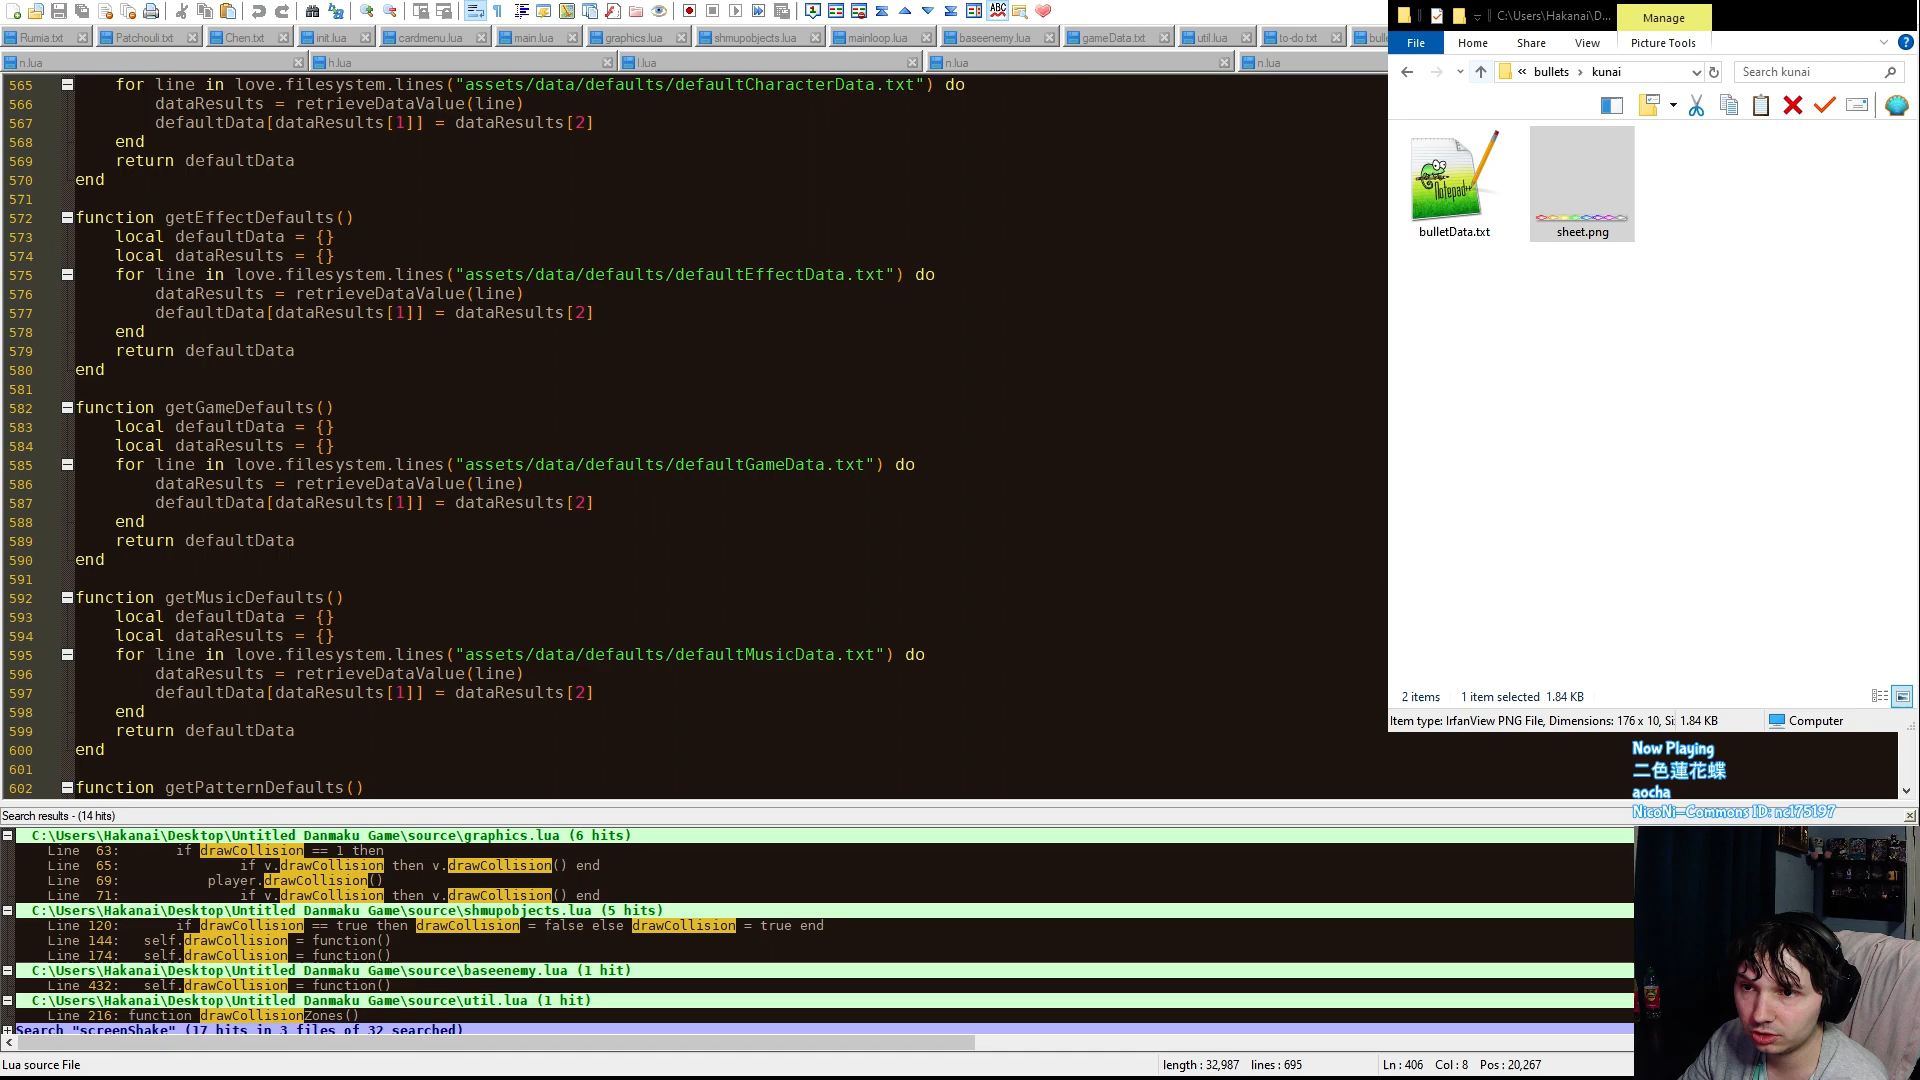 Rumia.txt Patchouli.txt Chen.txt init.lua cardmenu.lua main.lua graphics.lua shmupobjects.lua mainloop.lua baseenemy.lua gameData.txt util.lua to-do.txt
n.lua h.lua l.lua n.lua n.lua
565 for line in love.filesystem.lines("assets/data/defaults/defaultCharacterData.txt") do
566 dataResults = retrieveDataValue(line)
567 defaultData[dataResults[1]] = dataResults[2]
568 end
569 return defaultData
570 end
571
572 function getEffectDefaults()
573 local defaultData = {}
574 local dataResults = {}
575 for line in love.filesystem.lines("assets/data/defaults/defaultEffectData.txt") do
576 dataResults = retrieveDataValue(line)
577 defaultData[dataResults[1]] = dataResults[2]
578 end
579 return defaultData
580 end
581
582 function getGameDefaults()
583 local defaultData = {}
584 local dataResults = {}
585 for line in love.filesystem.lines("assets/data/defaults/defaultGameData.txt") do
586 dataResults = retrieveDataValue(line)
587 defaultData[dataResults[1]] = dataResults[2]
588 end
589 return defaultData
590 end
591
592 function getMusicDefaults()
593 local defaultData = {}
594 local dataResults = {}
595 for line in love.filesystem.lines("assets/data/defaults/defaultMusicData.txt") do
596 dataResults = retrieveDataValue(line)
597 defaultData[dataResults[1]] = dataResults[2]
598 end
599 return defaultData
600 end
601
602 function getPatternDefaults()
Search results - (14 hits)
C:\Users\Hakanai\Desktop\Untitled Danmaku Game\source\graphics.lua (6 hits)
Line 63: if drawCollision == 1 then
Line 65: if v.drawCollision then v.drawCollision() end
Line 69: player.drawCollision()
Line 71: if v.drawCollision then v.drawCollision() end
C:\Users\Hakanai\Desktop\Untitled Danmaku Game\source\shmupobjects.lua (5 hits)
Line 120: if drawCollision == true then drawCollision = false else drawCollision = true end
Line 144: self.drawCollision = function()
Line 174: self.drawCollision = function()
C:\Users\Hakanai\Desktop\Untitled Danmaku Game\source\baseenemy.lua (1 hit)
Line 432: self.drawCollision = function()
C:\Users\Hakanai\Desktop\Untitled Danmaku Game\source\util.lua (1 hit)
Line 216: function drawCollisionZones()
Search "screenShake" (17 hits in 3 files of 32 searched)
Lua source File length : 32,987 lines : 695 Ln : 406 Col : 8 Pos : 20,267
C:\Users\Hakanai\D... Manage
File Home Share View Picture Tools
« bullets › kunai Search kunai
Notepad++
bulletData.txt sheet.png
2 items 1 item selected 1.84 KB
Item type: IrfanView PNG File, Dimensions: 176 x 10, Si 1.84 KB Computer
Now Playing
二色蓮花蝶
aocha
NicoNi-Commons ID: nc175197